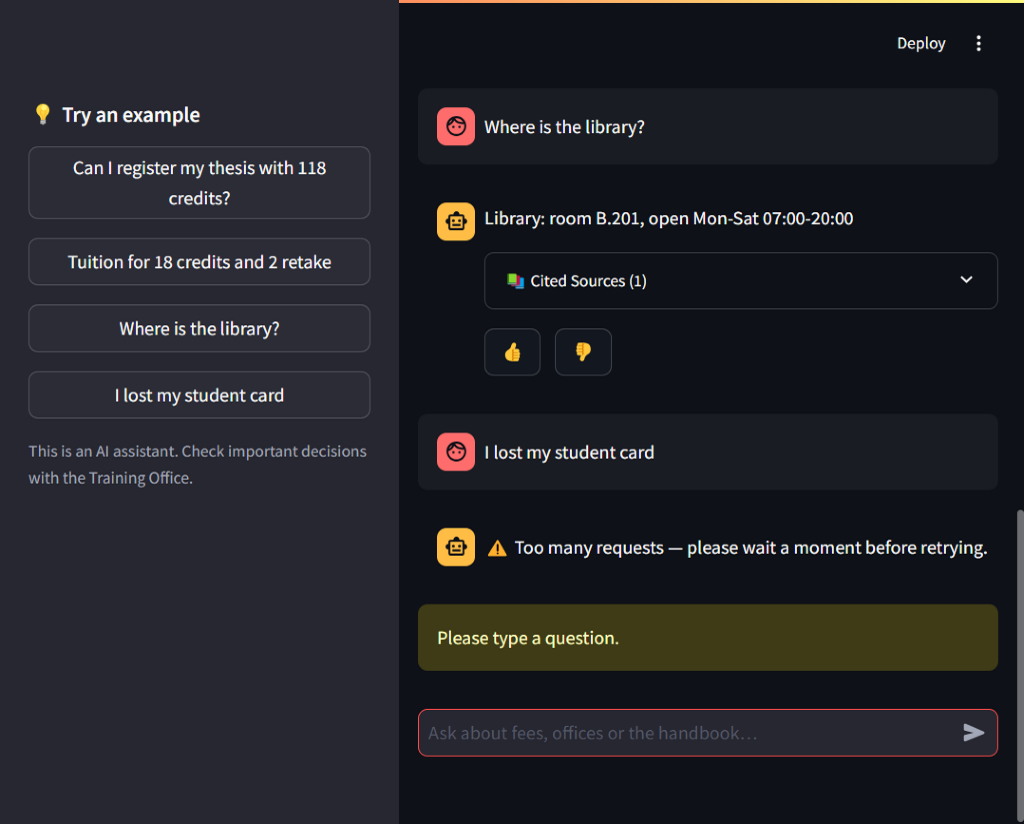 Deploy
Try an example
Can I register my thesis with 118
credits?
Tuition for 18 credits and 2 retake
Where is the library?
I lost my student card
This is an AI assistant. Check important decisions
with the Training Office.
Where is the library?
Library: room B.201, open Mon-Sat 07:00-20:00
Cited Sources (1)
I lost my student card
Too many requests — please wait a moment before retrying.
Please type a question.
Ask about fees, offices or the handbook…